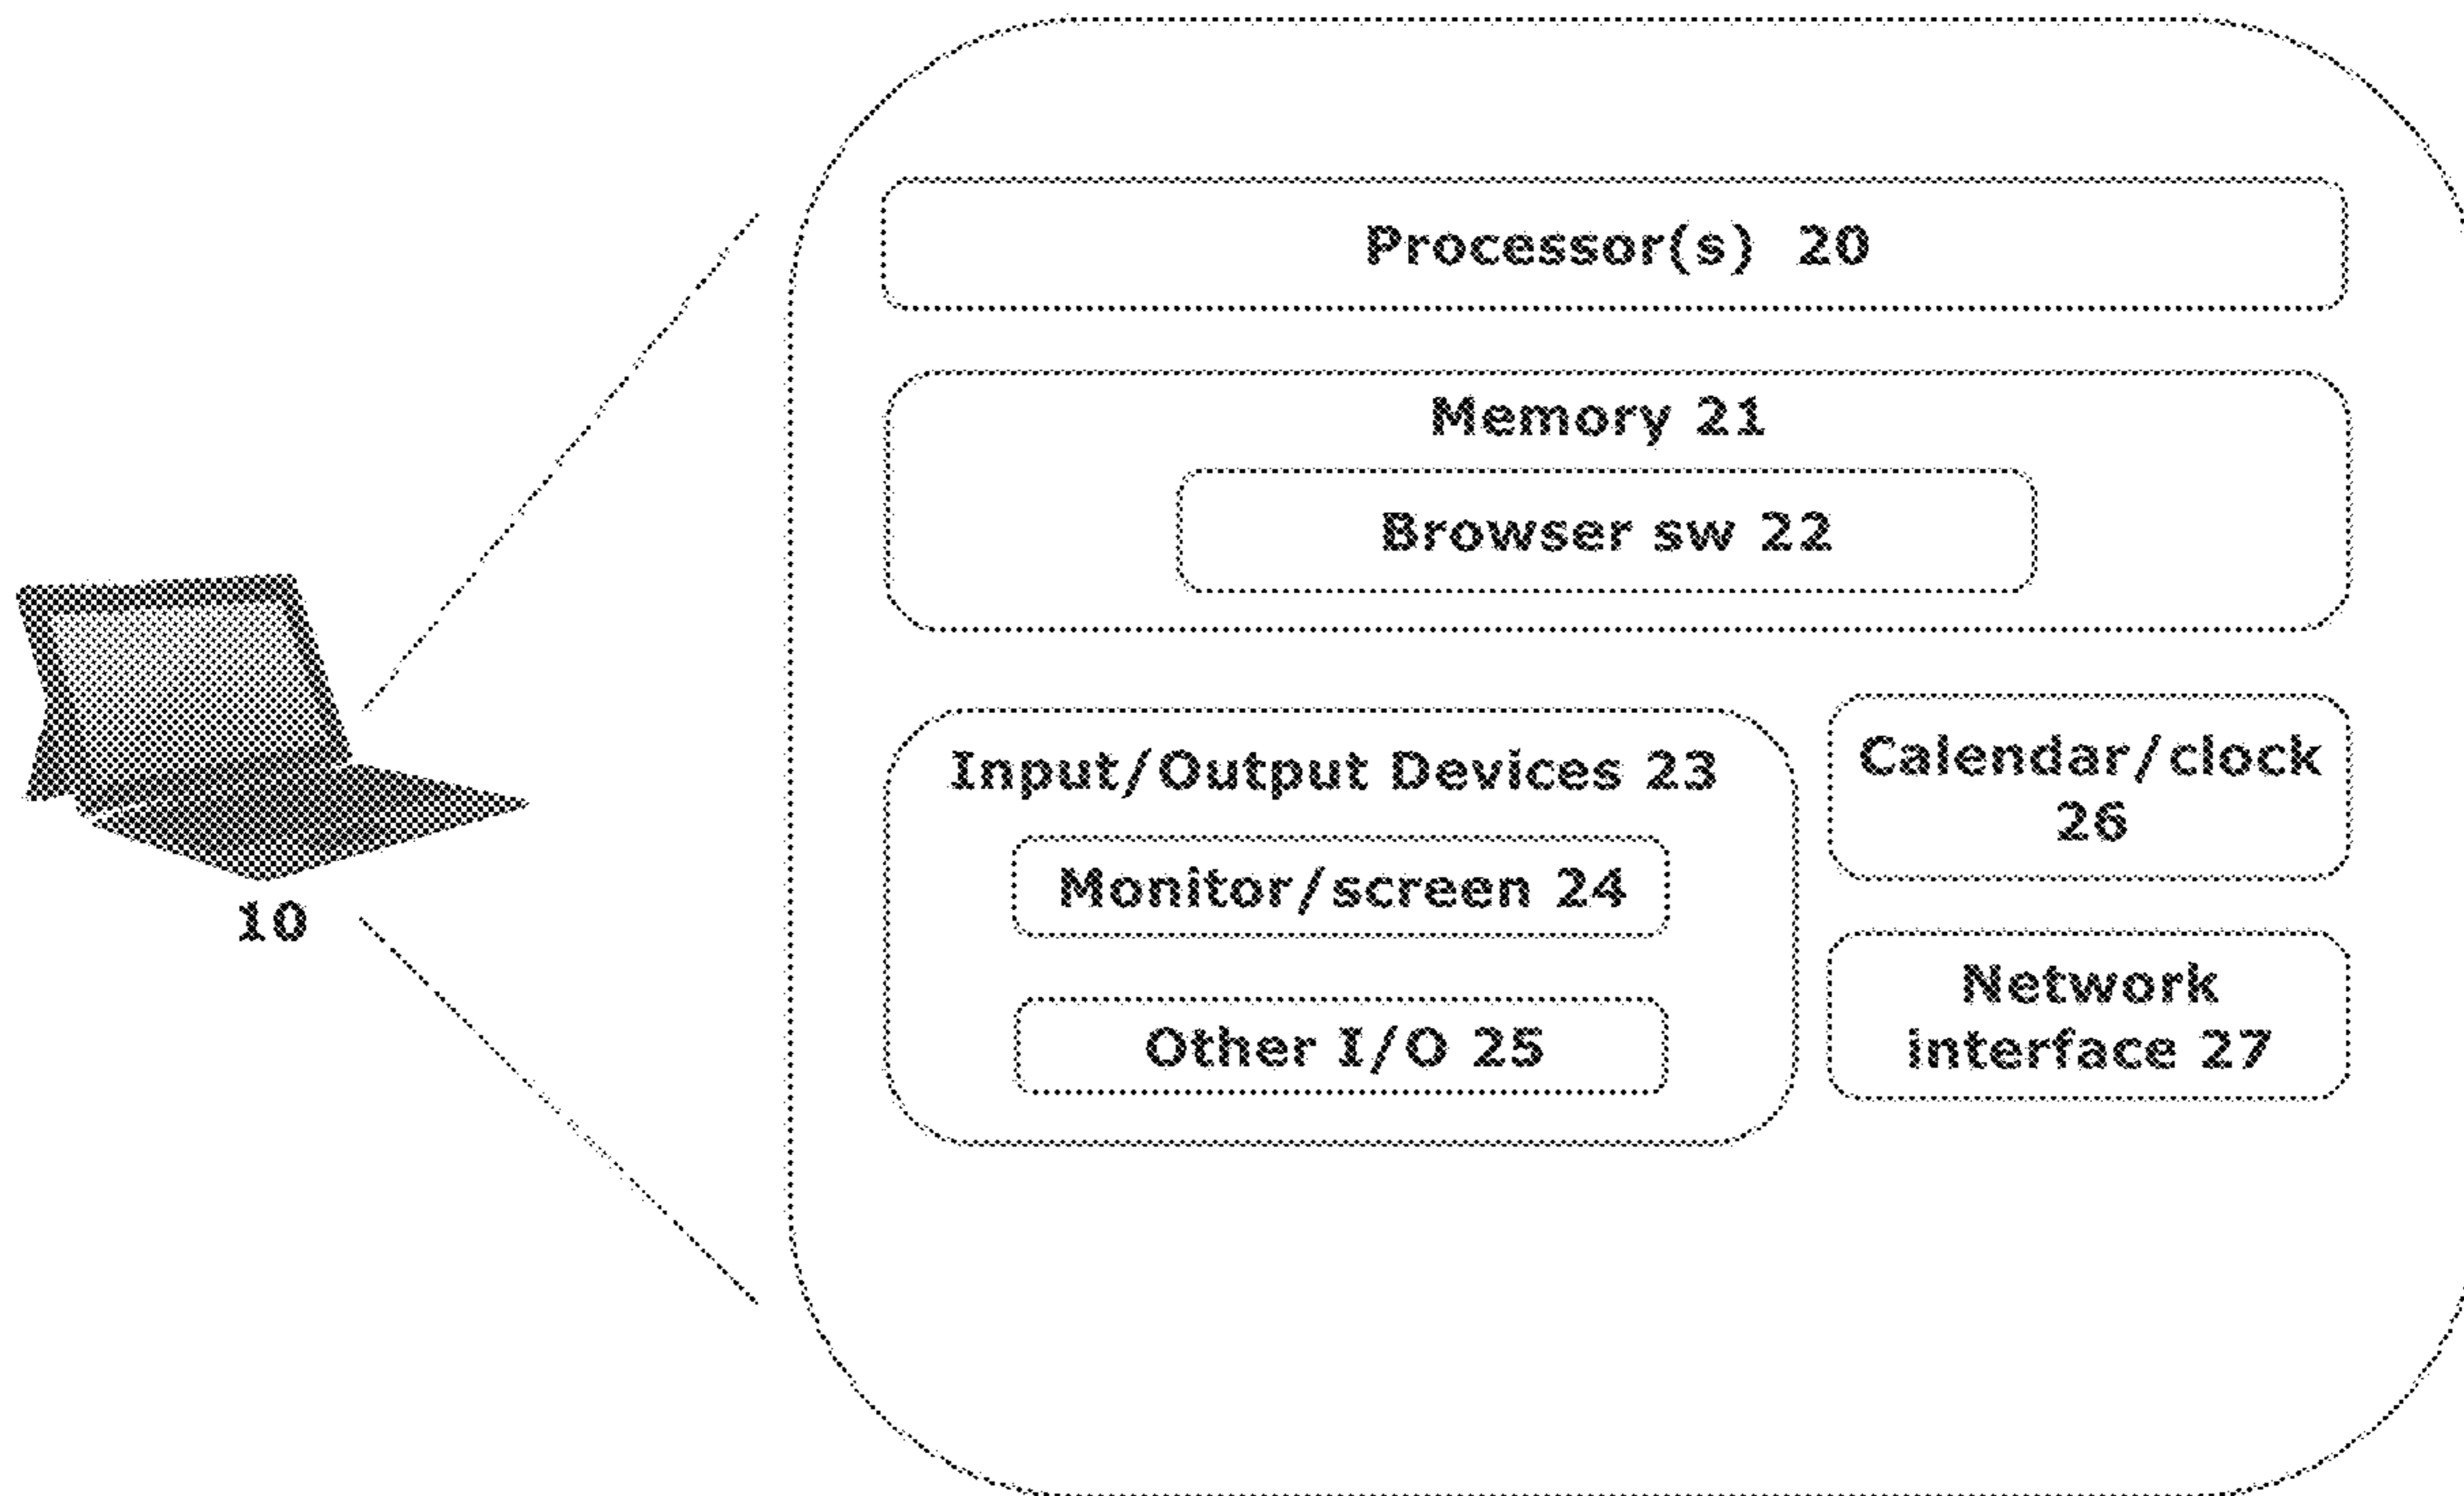 Processor(s) 20
Memory 21
Browser sw 22
Input/Output Devices 23
Monitor/screen 24
Other I/O 25
Calendar/clock
26
Network
interface 27
10